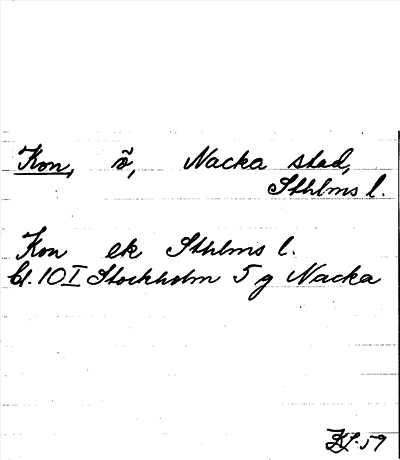 Kon, ö, Nacka stad,
Sthlms l.
Kon ek Sthlms l.
bl. 10 I Stockholm 5 g Nacka